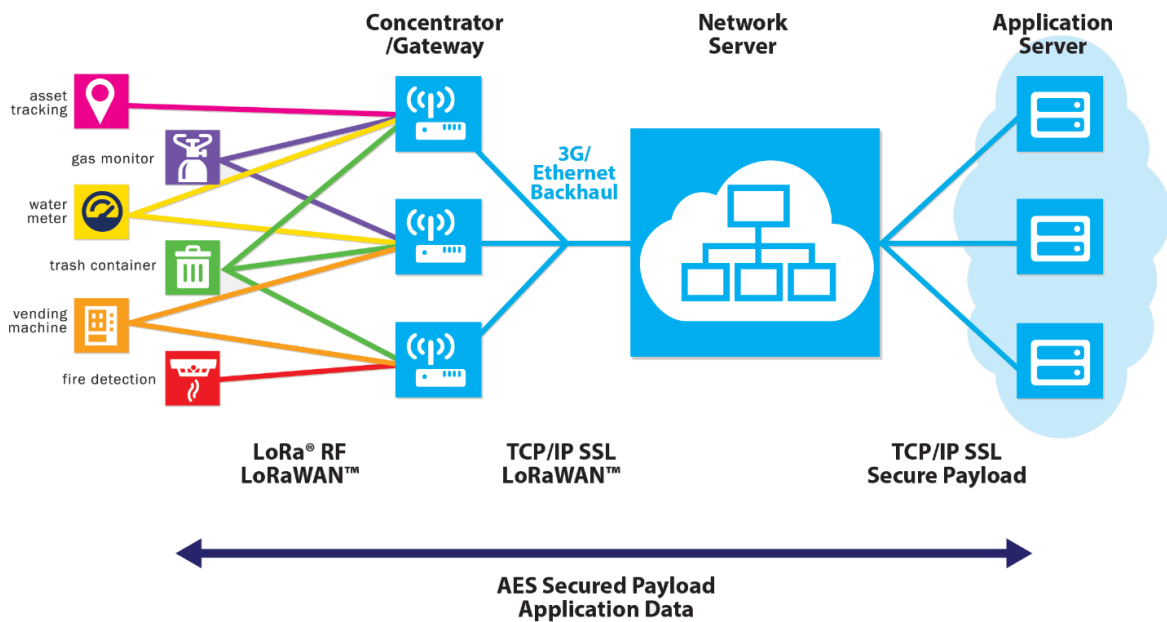 Concentrator
/Gateway
Network
Server
Application
Server
asset
tracking
gas monitor
water
meter
trash container
vending
machine
fire detection
3G/
Ethernet
Backhaul
LoRa® RF
LoRaWAN™
TCP/IP SSL
LoRaWAN™
TCP/IP SSL
Secure Payload
AES Secured Payload
Application Data